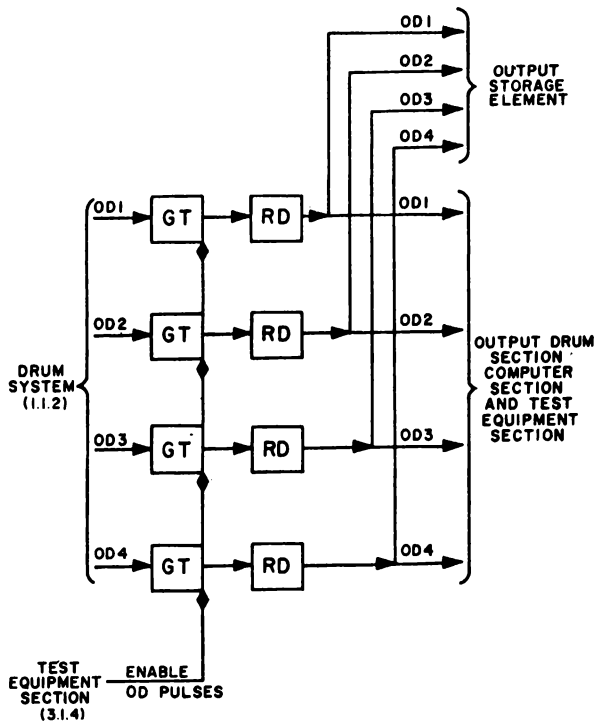 OD1
OD2
OD3
OD4
OUTPUT
STORAGE
ELEMENT
OD1
GT
RD
OD1
OD2
GT
RD
OD2
DRUM
SYSTEM
(1.1.2)
OUTPUT DRUM
SECTION
COMPUTER
SECTION
AND TEST
EQUIPMENT
SECTION
OD3
GT
RD
OD3
OD4
GT
RD
OD4
TEST
EQUIPMENT
SECTION
(3.1.4)
ENABLE
OD PULSES